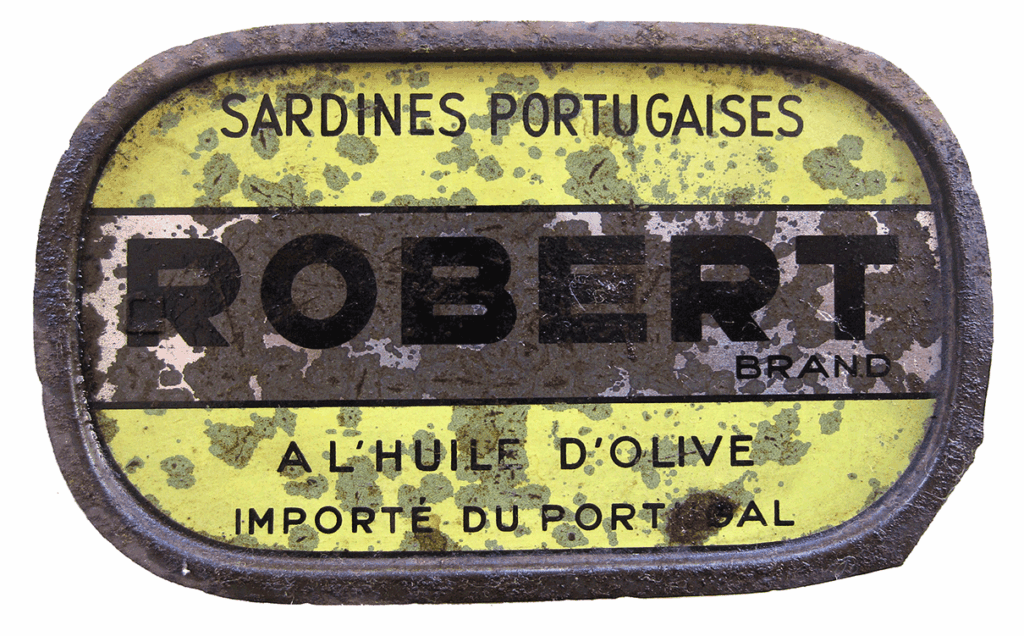 SARDINES PORTUGAISES
ROBERT
BRAND
A L'HUILE D'OLIVE
IMPORTÉ DU PORTUGAL